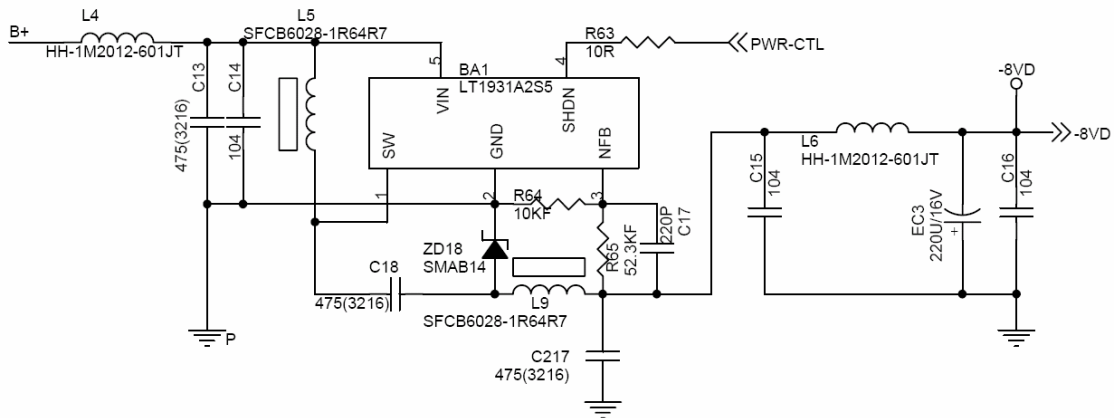 B+
L4
HH-1M2012-601JT
L5
SFCB6028-1R64R7
C13
475(3216)
C14
104
BA1
LT1931A2S5
5
VIN
4
SHDN
SW
GND
NFB
1
2
3
R63
10R
PWR-CTL
R64
10KF
R65
52.3KF
220P
C17
ZD18
SMAB14
C18
475(3216)
L9
SFCB6028-1R64R7
C217
475(3216)
P
C15
104
L6
HH-1M2012-601JT
EC3
220U/16V
+
C16
104
-8VD
-8VD